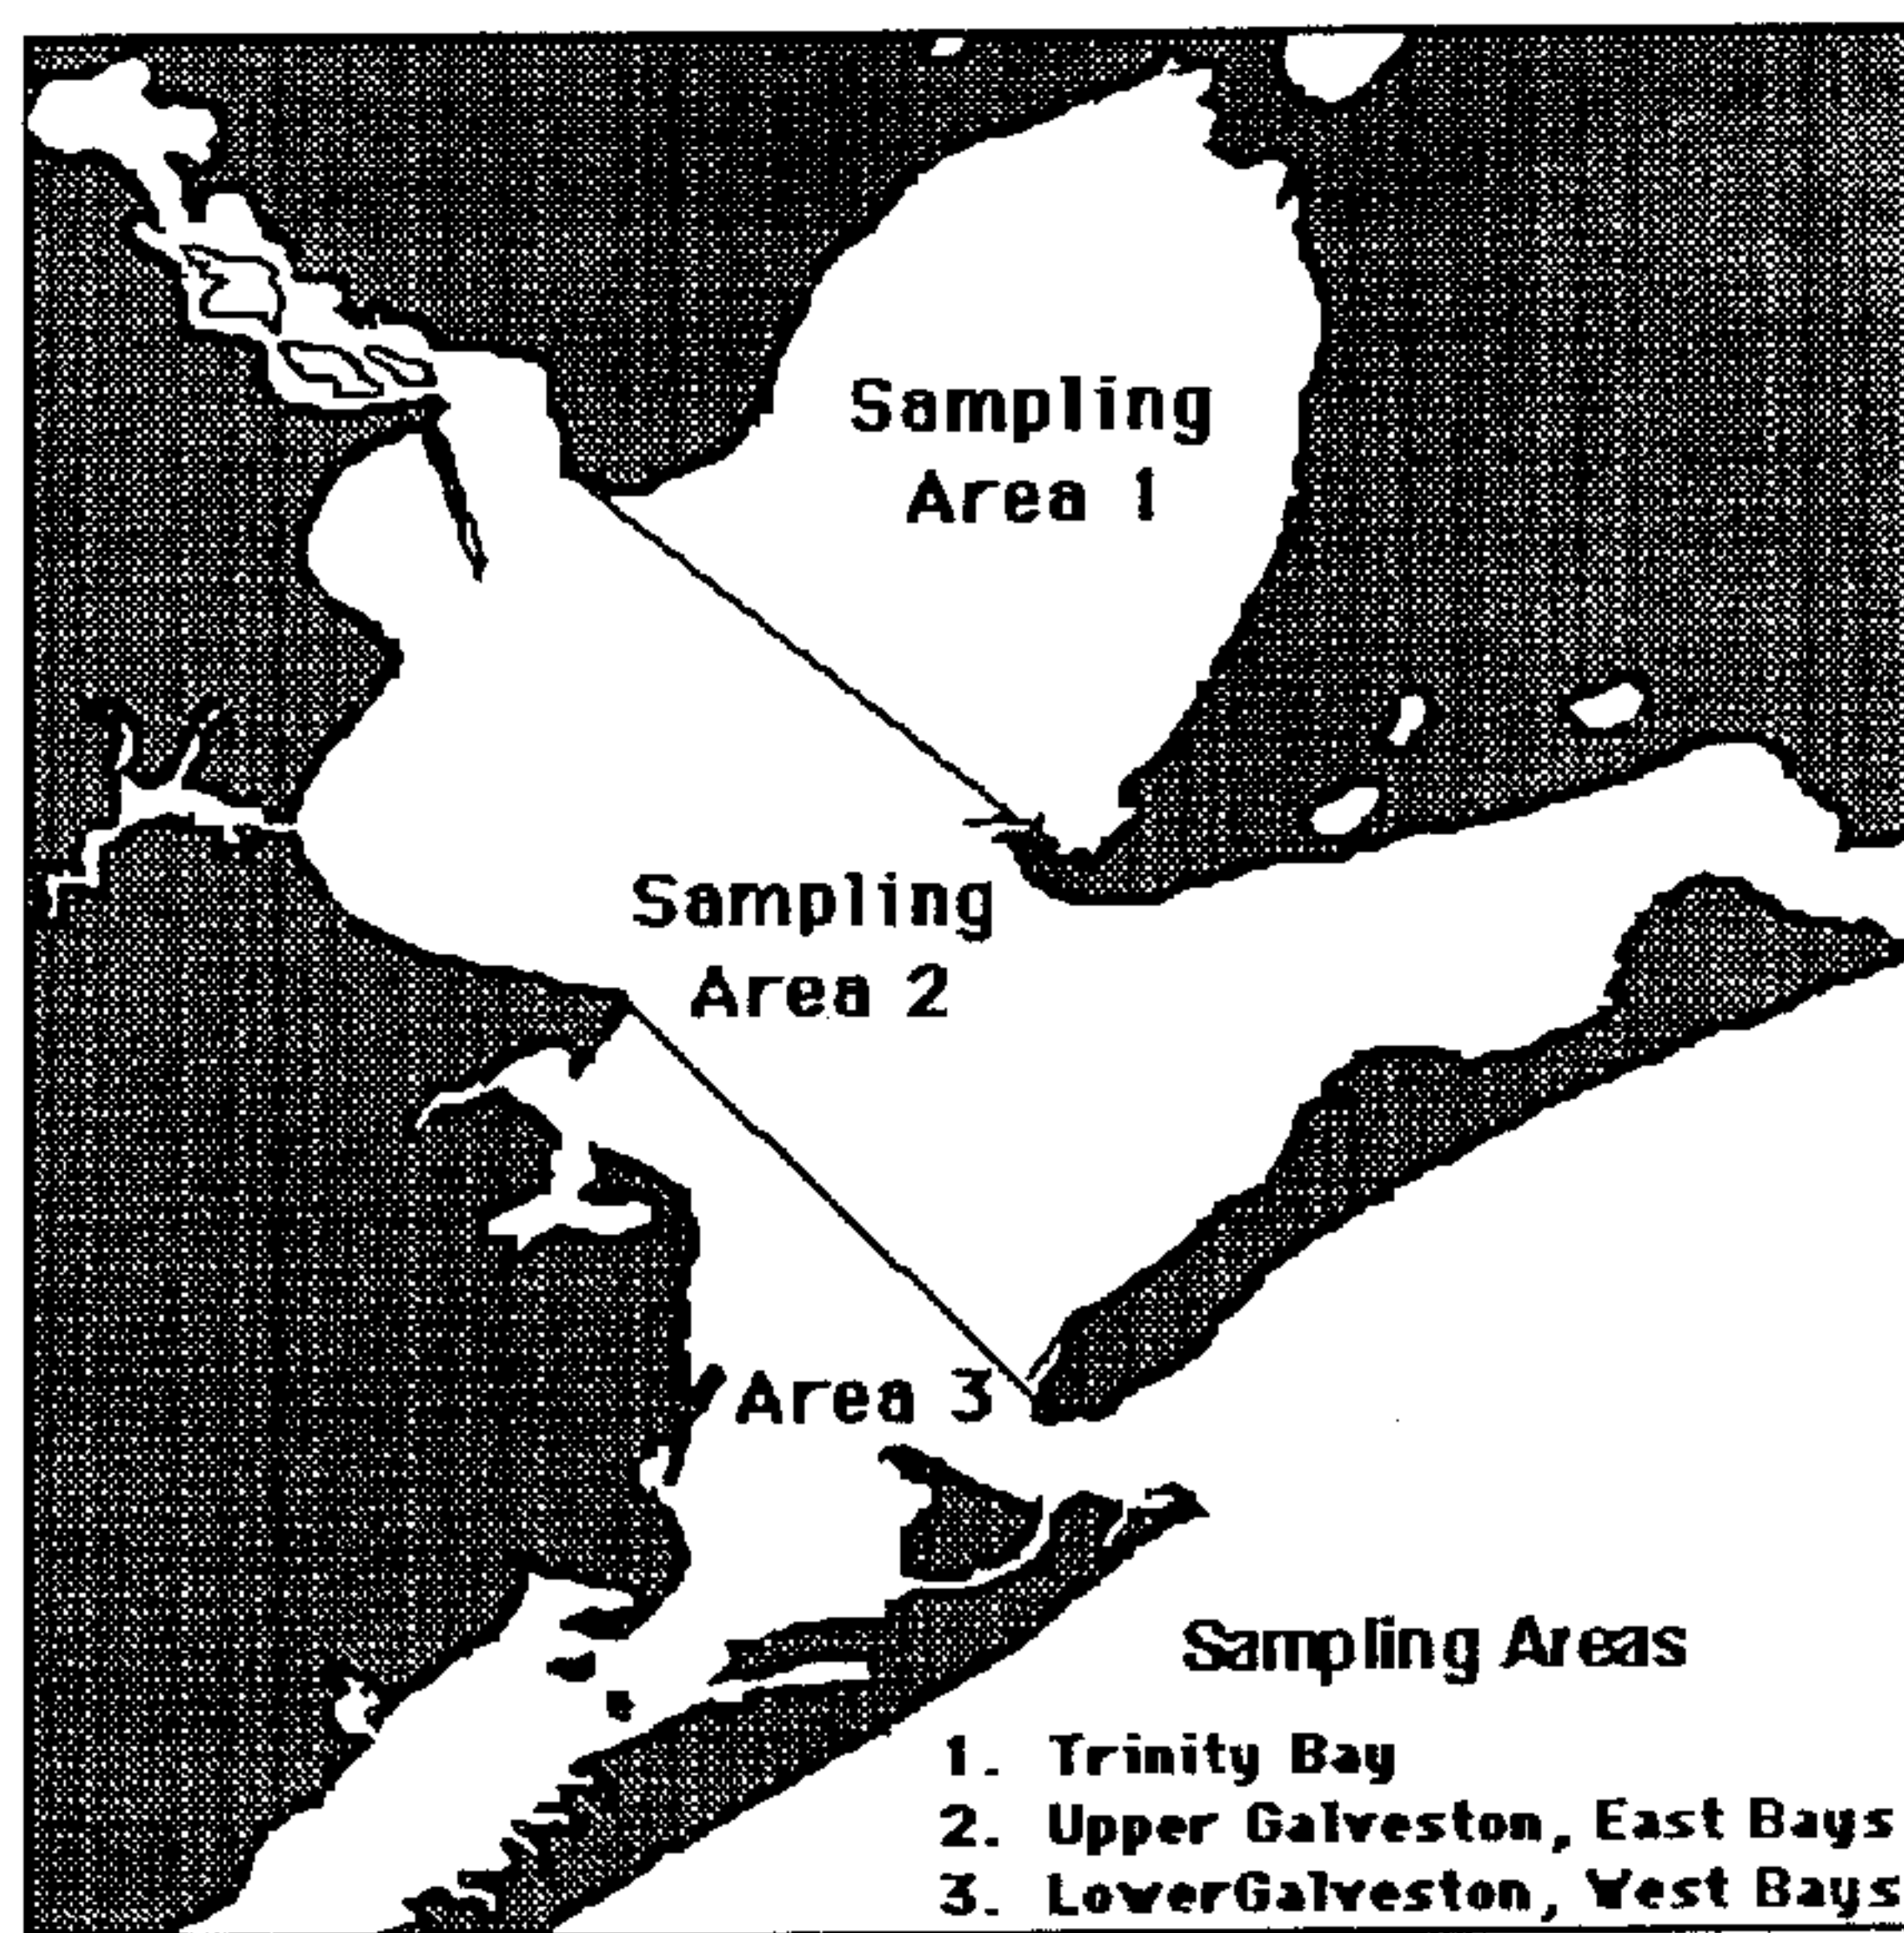 Sampling
Area 1
Sampling
Area 2
Area 3
Sampling Areas
1. Trinity Bay
2. Upper Galveston, East Bays
3. LowerGalveston, West Bays